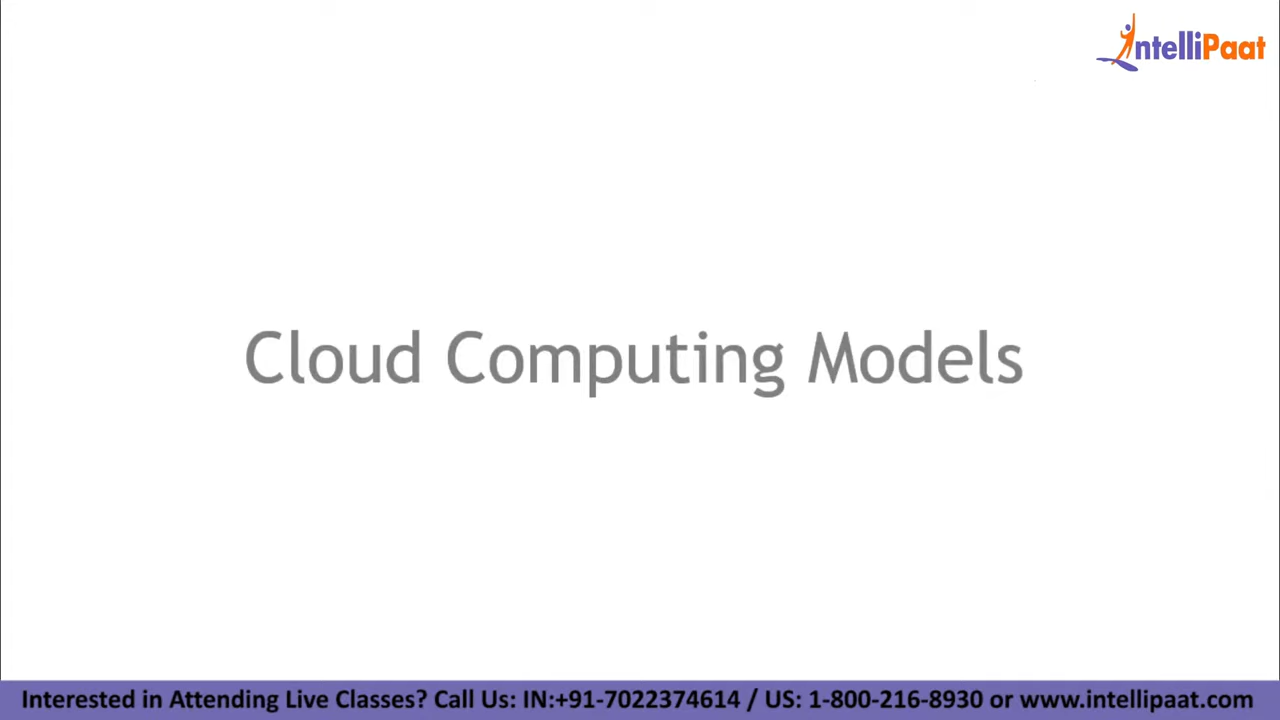 IntelliPaat
Cloud Computing Models
Interested in Attending Live Classes? Call Us: IN:+91-7022374614 / US: 1-800-216-8930 or www.intellipaat.com